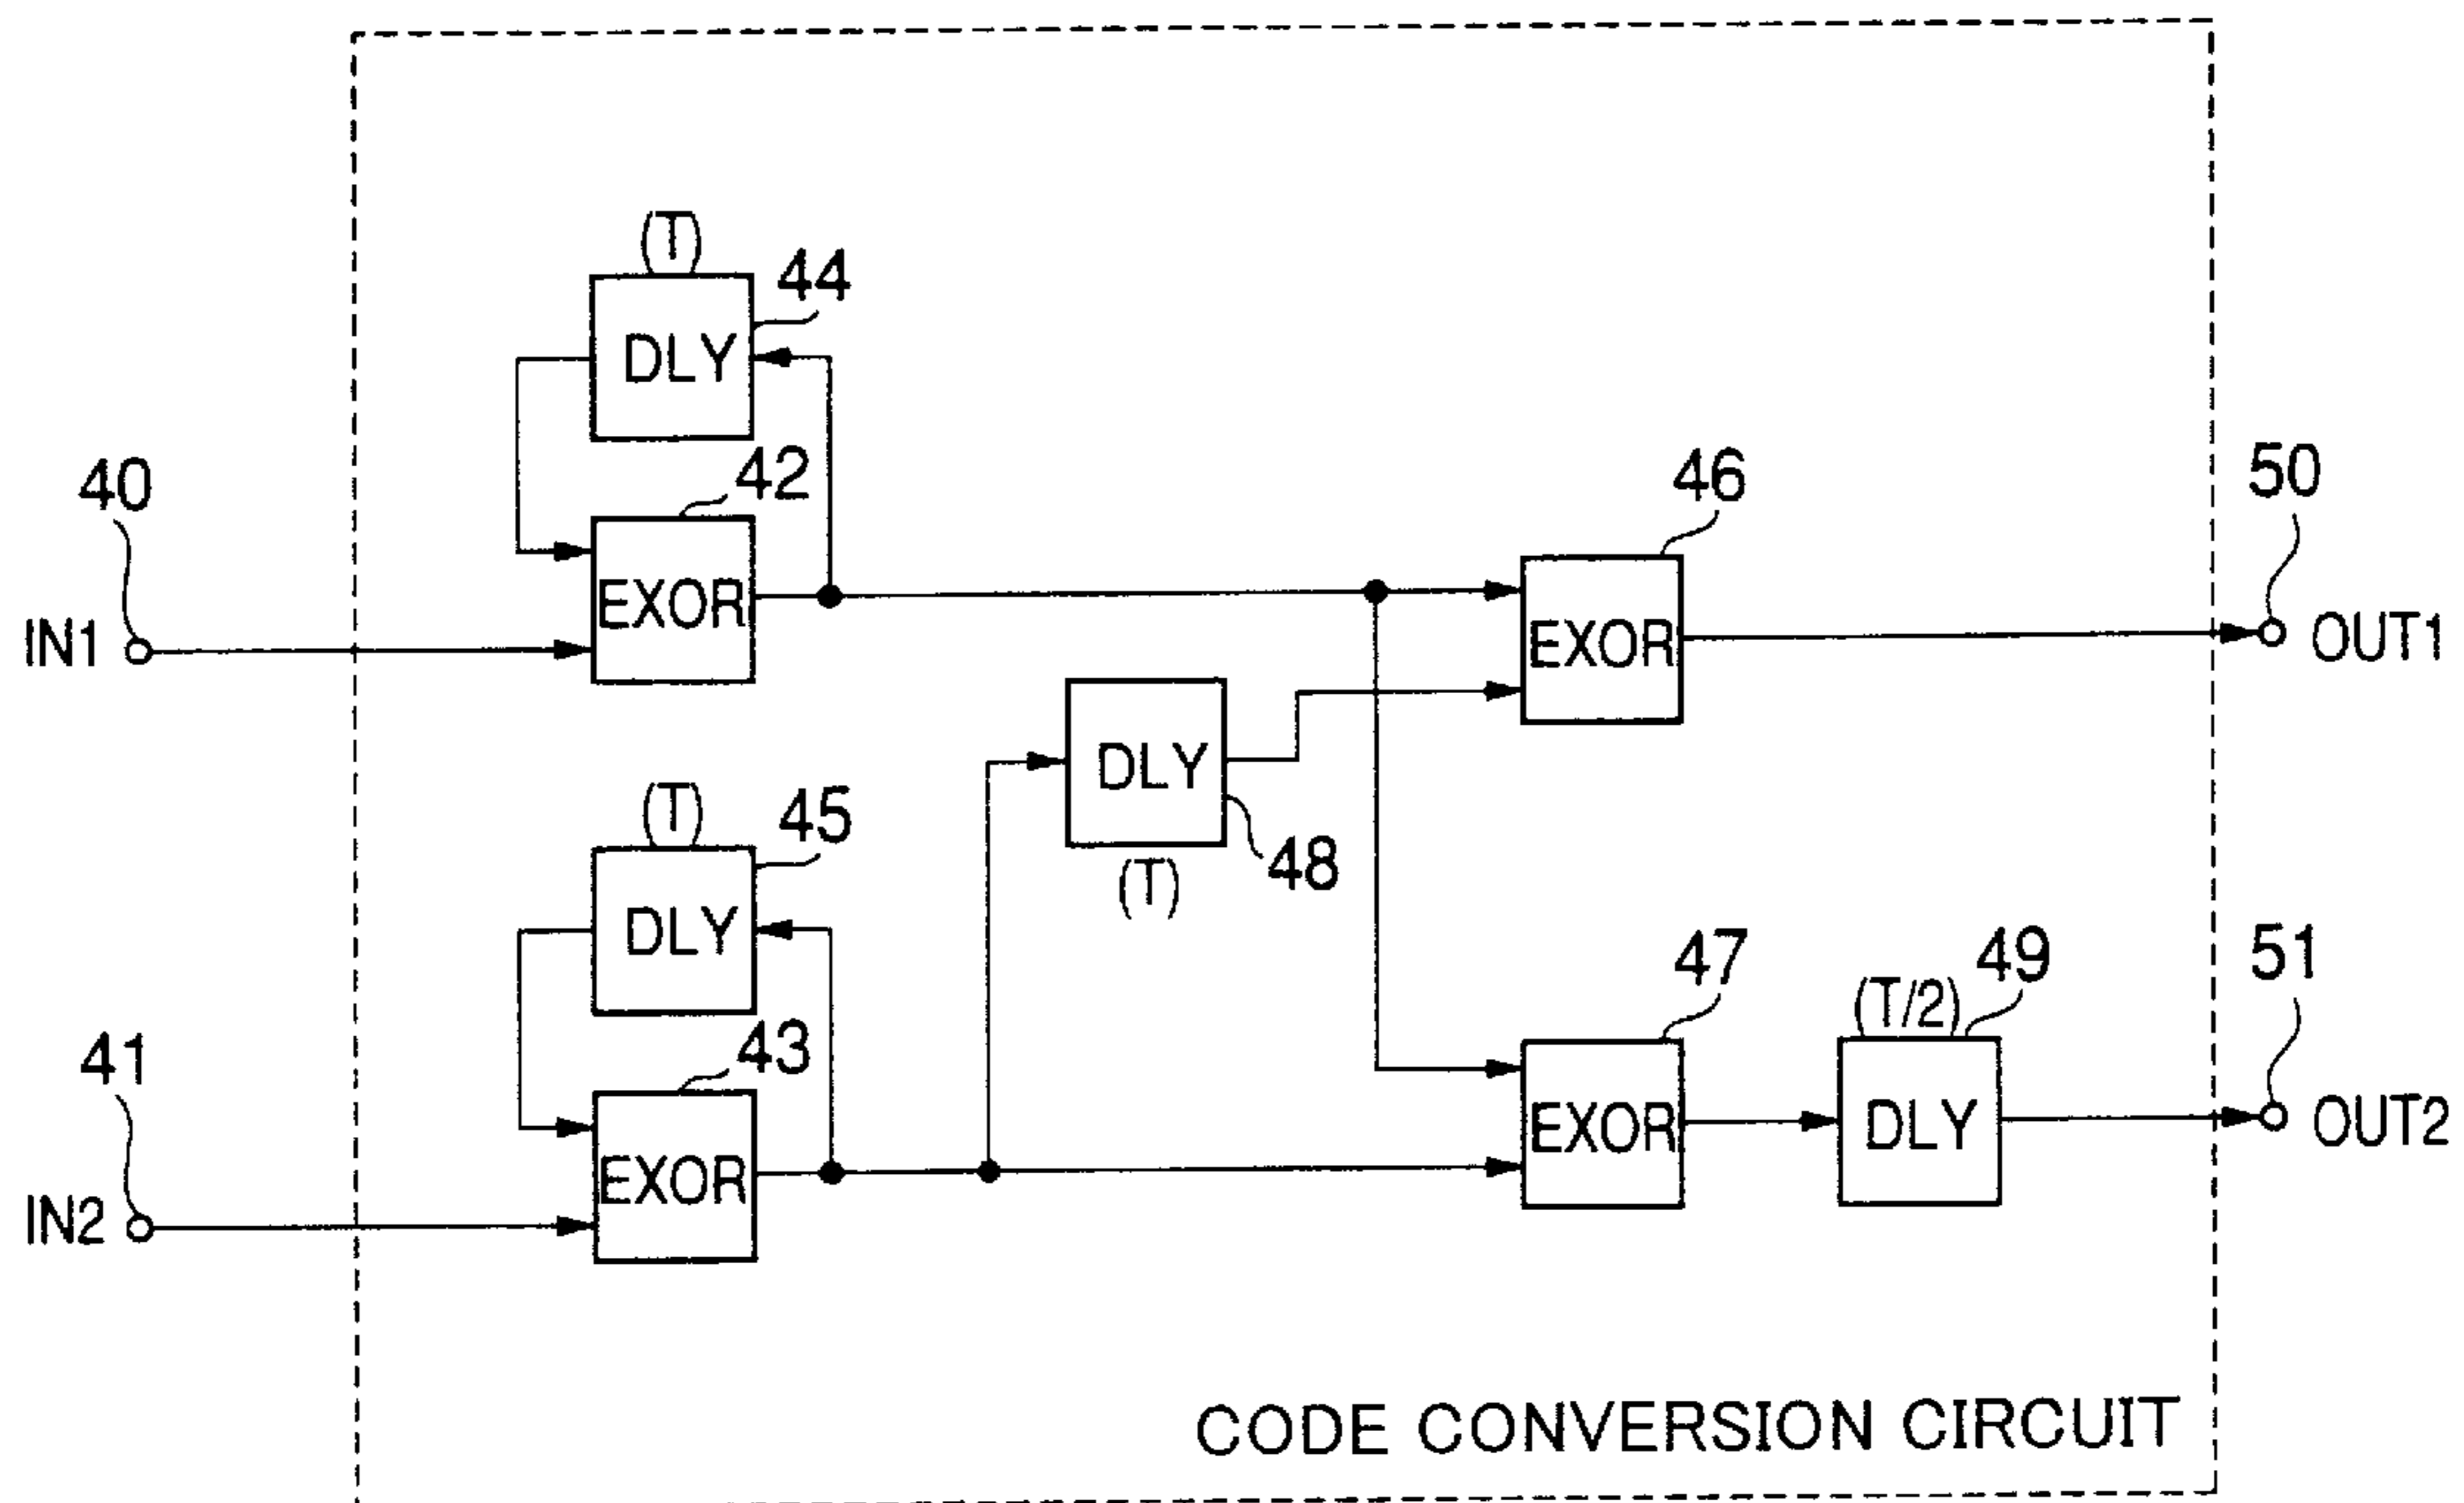 (T)
44
DLY
42
40
46
50
EXOR
IN1
EXOR
OUT1
DLY
(T)
45
48
(T)
DLY
47
(T/2)
49
51
43
41
EXOR
DLY
OUT2
EXOR
IN2
CODE CONVERSION CIRCUIT